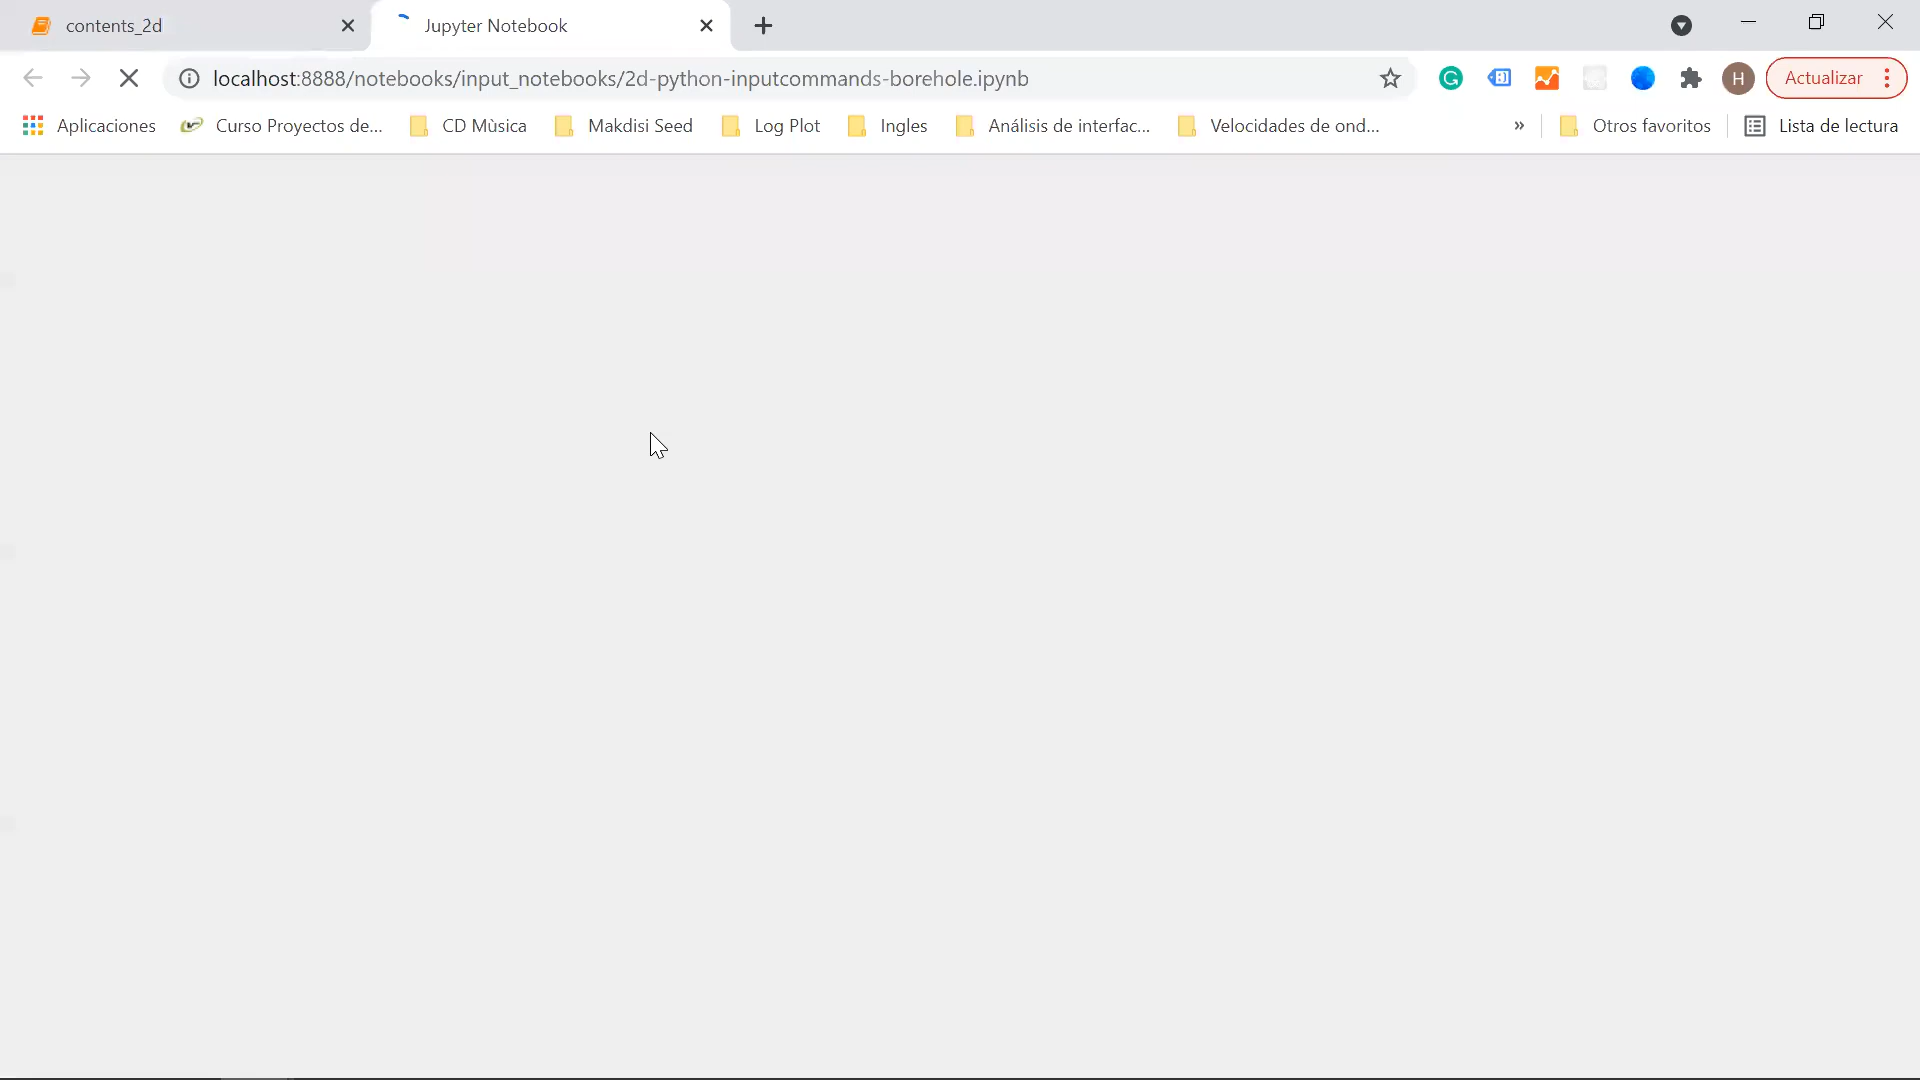 contents_2d
Jupyter Notebook
localhost:8888/notebooks/input_notebooks/2d-python-inputcommands-borehole.ipynb
H
Actualizar
Aplicaciones
Curso Proyectos de...
CD Mùsica
Makdisi Seed
Log Plot
Ingles
Análisis de interfac...
Velocidades de ond...
»
Otros favoritos
Lista de lectura